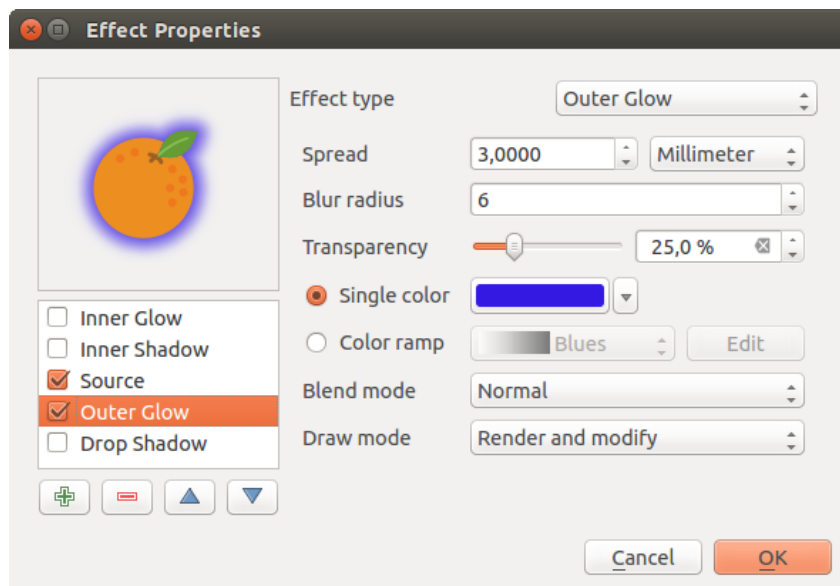 Effect Properties
Effect type Outer Glow
Spread 3,0000 Millimeter
Blur radius 6
Transparency 25,0 %
Single color
Color ramp Blues Edit
Blend mode Normal
Draw mode Render and modify
Inner Glow
Inner Shadow
Source
Outer Glow
Drop Shadow
Cancel OK